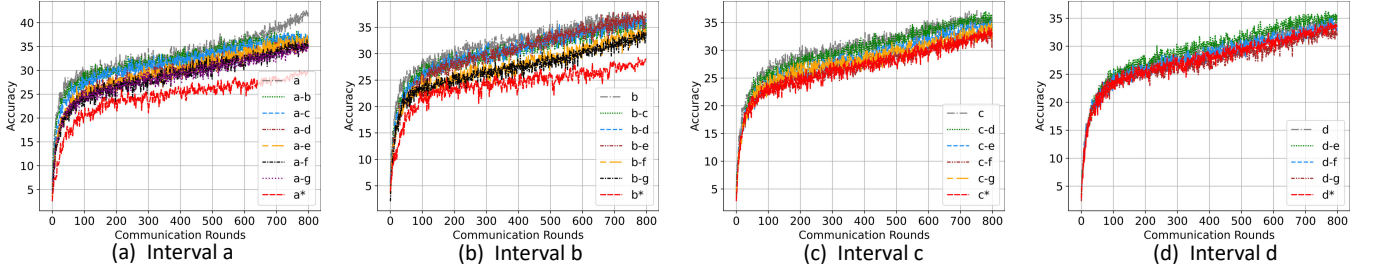 Accuracy
40
35
30
25
20
15
10
5
a
a-b
a-c
a-d
a-e
a-f
a-g
a*
0 100 200 300 400 500 600 700 800
Communication Rounds
(a) Interval a
Accuracy
35
30
25
20
15
10
5
b
b-c
b-d
b-e
b-f
b-g
b*
0 100 200 300 400 500 600 700 800
Communication Rounds
(b) Interval b
Accuracy
35
30
25
20
15
10
5
c
c-d
c-e
c-f
c-g
c*
0 100 200 300 400 500 600 700 800
Communication Rounds
(c) Interval c
Accuracy
35
30
25
20
15
10
5
d
d-e
d-f
d-g
d*
0 100 200 300 400 500 600 700 800
Communication Rounds
(d) Interval d